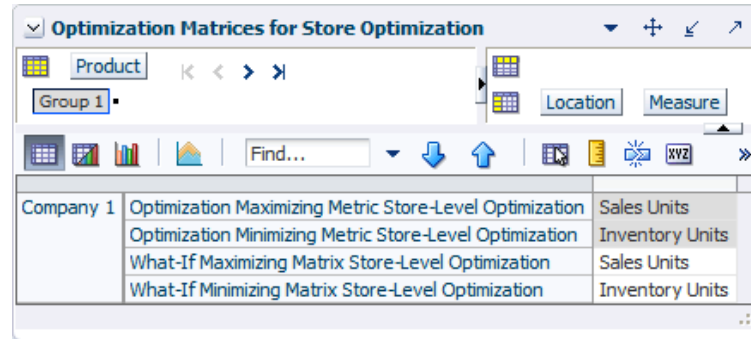 Optimization Matrices for Store Optimization
Product
Group 1
Location Measure
Find...
XYZ
Company 1 Optimization Maximizing Metric Store-Level Optimization Sales Units
Optimization Minimizing Metric Store-Level Optimization Inventory Units
What-If Maximizing Matrix Store-Level Optimization Sales Units
What-If Minimizing Matrix Store-Level Optimization Inventory Units